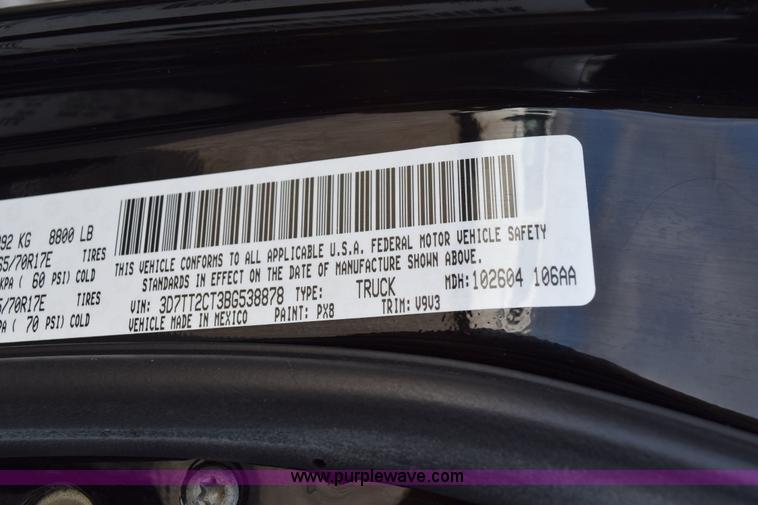 992 KG 8800 LB
65/70R17E TIRES
KPA ( 60 PSI) COLD
5/70R17E TIRES
PA ( 70 PSI) COLD
THIS VEHICLE CONFORMS TO ALL APPLICABLE U.S.A. FEDERAL MOTOR VEHICLE SAFETY
STANDARDS IN EFFECT ON THE DATE OF MANUFACTURE SHOWN ABOVE.
VIN: 3D7TT2CT3BG538878 TYPE: TRUCK MDH: 102604 106AA
VEHICLE MADE IN MEXICO PAINT: PX8 TRIM: V9V3
www.purplewave.com